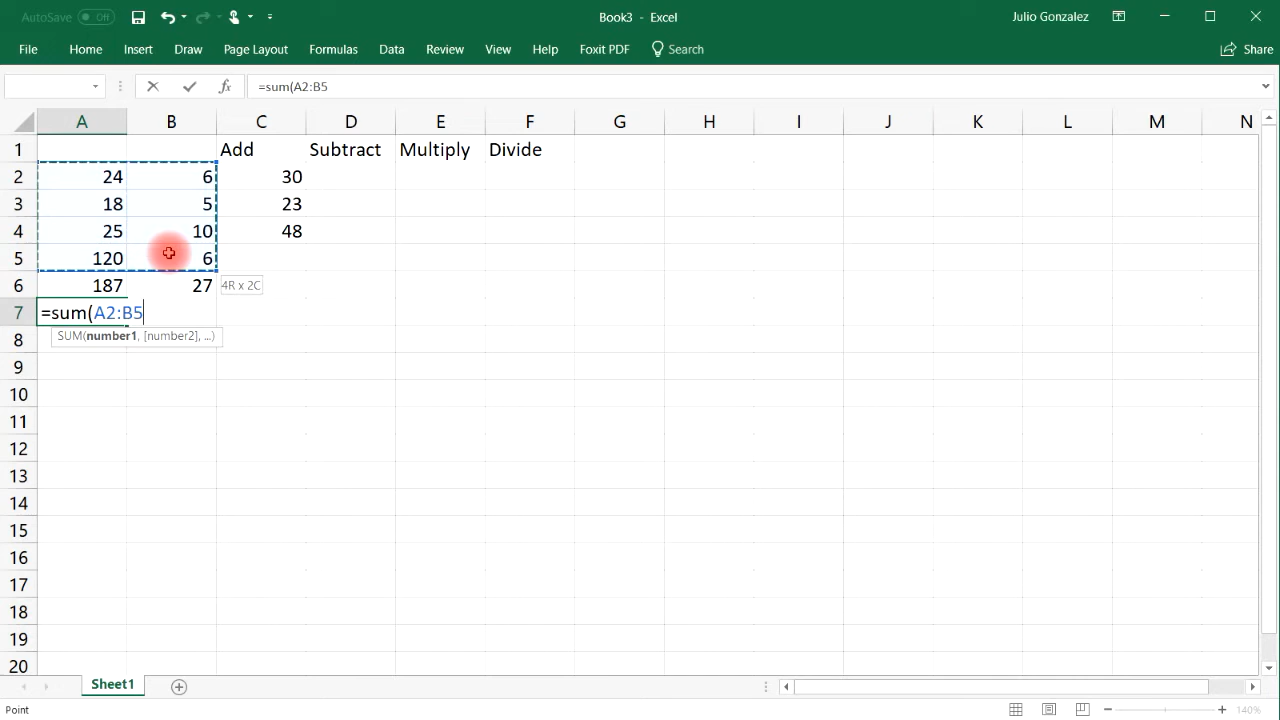 AutoSave Off Book3 - Excel Julio Gonzalez
File Home Insert Draw Page Layout Formulas Data Review View Help Foxit PDF Search Share
fx =sum(A2:B5
A B C D E F G H I J K L M N
1 Add Subtract Multiply Divide
2 24 6 30
3 18 5 23
4 25 10 48
5 120 6
6 187 27 4R x 2C
7 =sum(A2:B5
8 SUM(number1, [number2], ...)
9
10
11
12
13
14
15
16
17
18
19
20
Sheet1
Point 140%